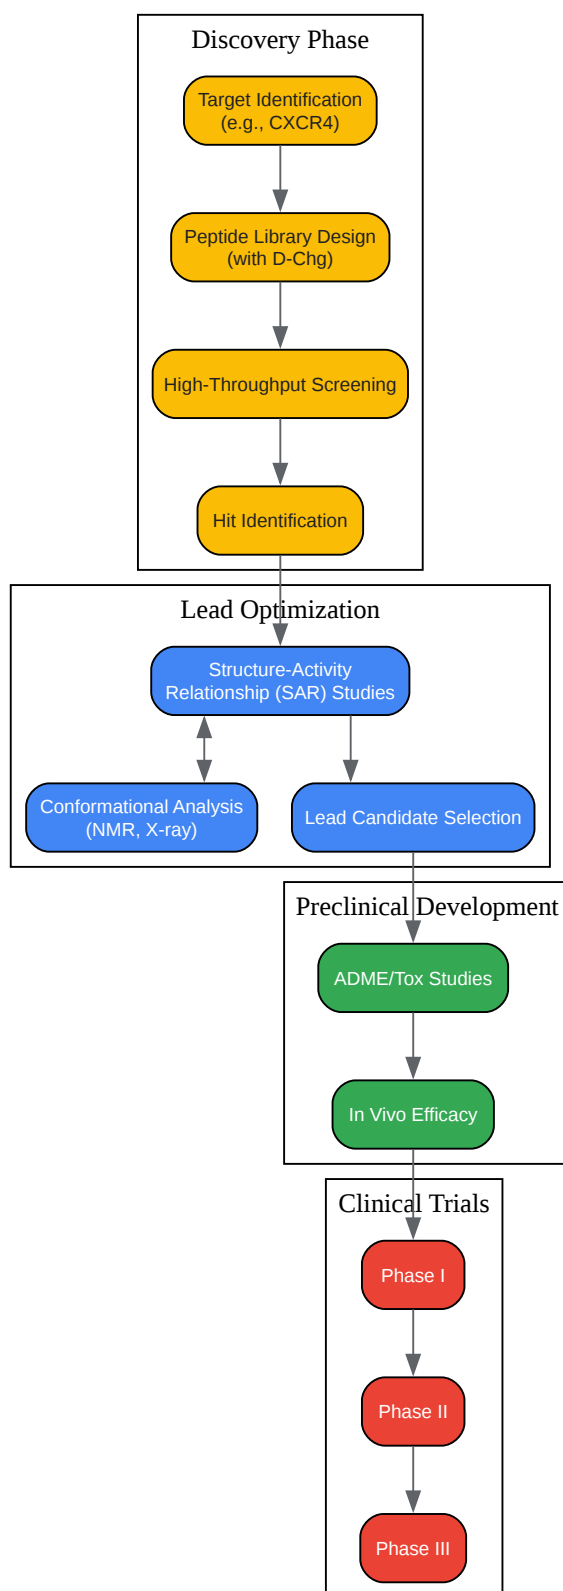 Discovery Phase
Target Identification
(e.g., CXCR4)
Peptide Library Design
(with D-Chg)
High-Throughput Screening
Hit Identification
Lead Optimization
Structure-Activity
Relationship (SAR) Studies
Conformational Analysis
(NMR, X-ray)
Lead Candidate Selection
Preclinical Development
ADME/Tox Studies
In Vivo Efficacy
Clinical Trials
Phase I
Phase II
Phase III